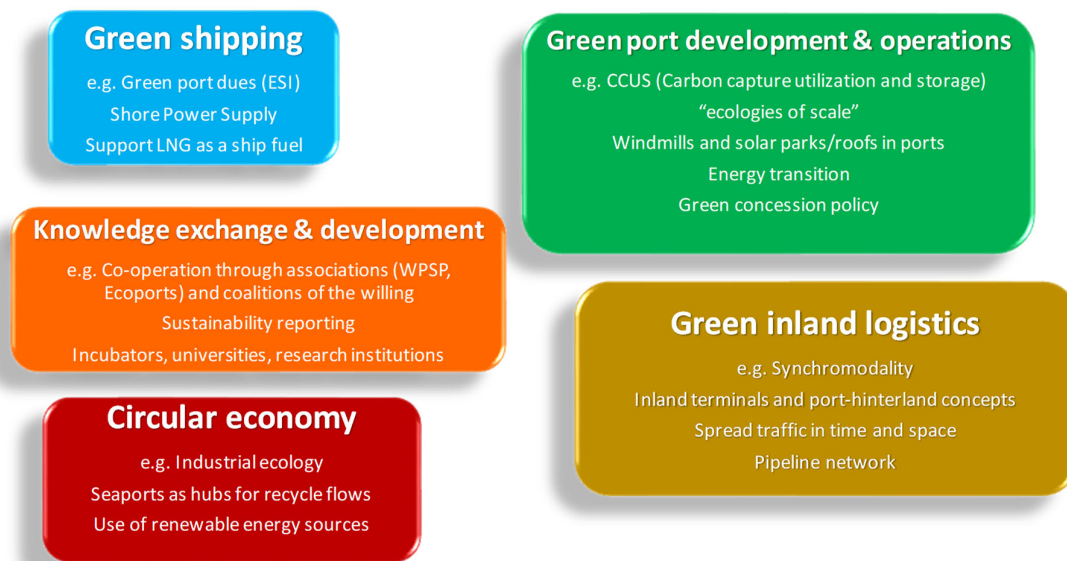 Green shipping
e.g. Green port dues (ESI)
Shore Power Supply
Support LNG as a ship fuel
Green port development & operations
e.g. CCUS (Carbon capture utilization and storage)
“ecologies of scale”
Windmills and solar parks/roofs in ports
Energy transition
Green concession policy
Knowledge exchange & development
e.g. Co-operation through associations (WPSP,
Ecoports) and coalitions of the willing
Sustainability reporting
Incubators, universities, research institutions
Green inland logistics
e.g. Synchromodality
Inland terminals and port-hinterland concepts
Spread traffic in time and space
Pipeline network
Circular economy
e.g. Industrial ecology
Seaports as hubs for recycle flows
Use of renewable energy sources